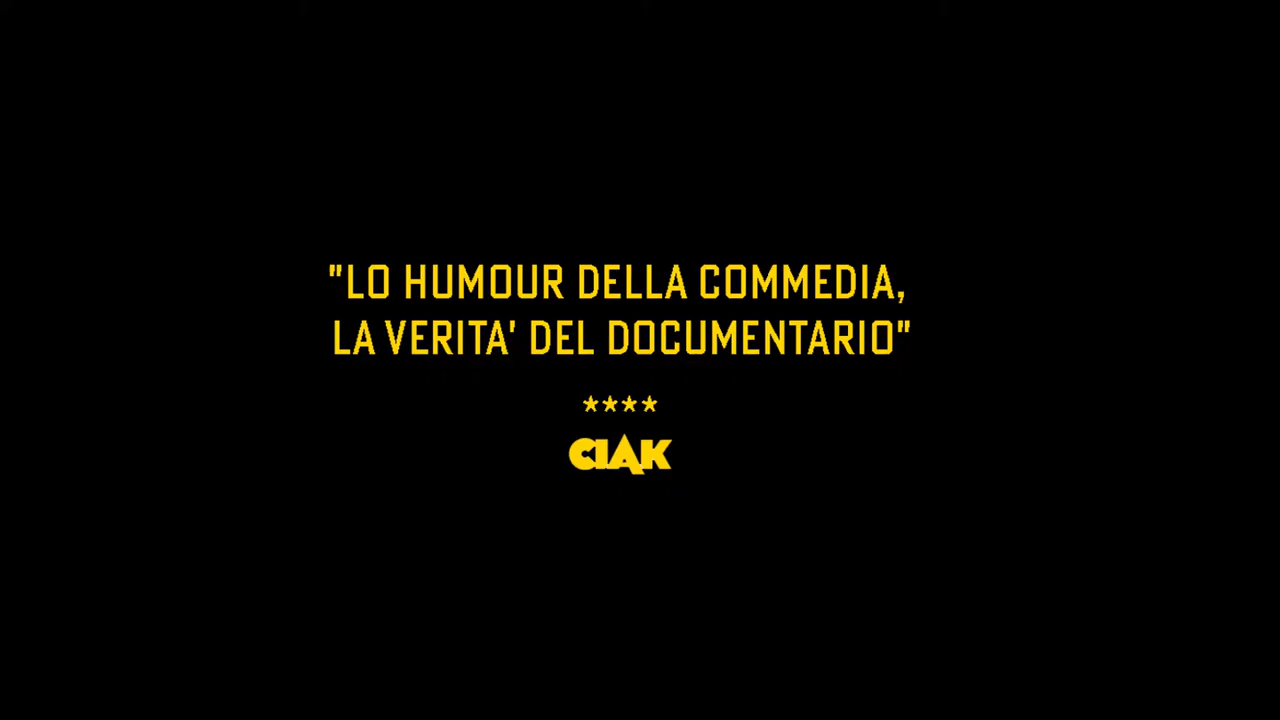 "LO HUMOUR DELLA COMMEDIA,
LA VERITA' DEL DOCUMENTARIO"
****
CIAK